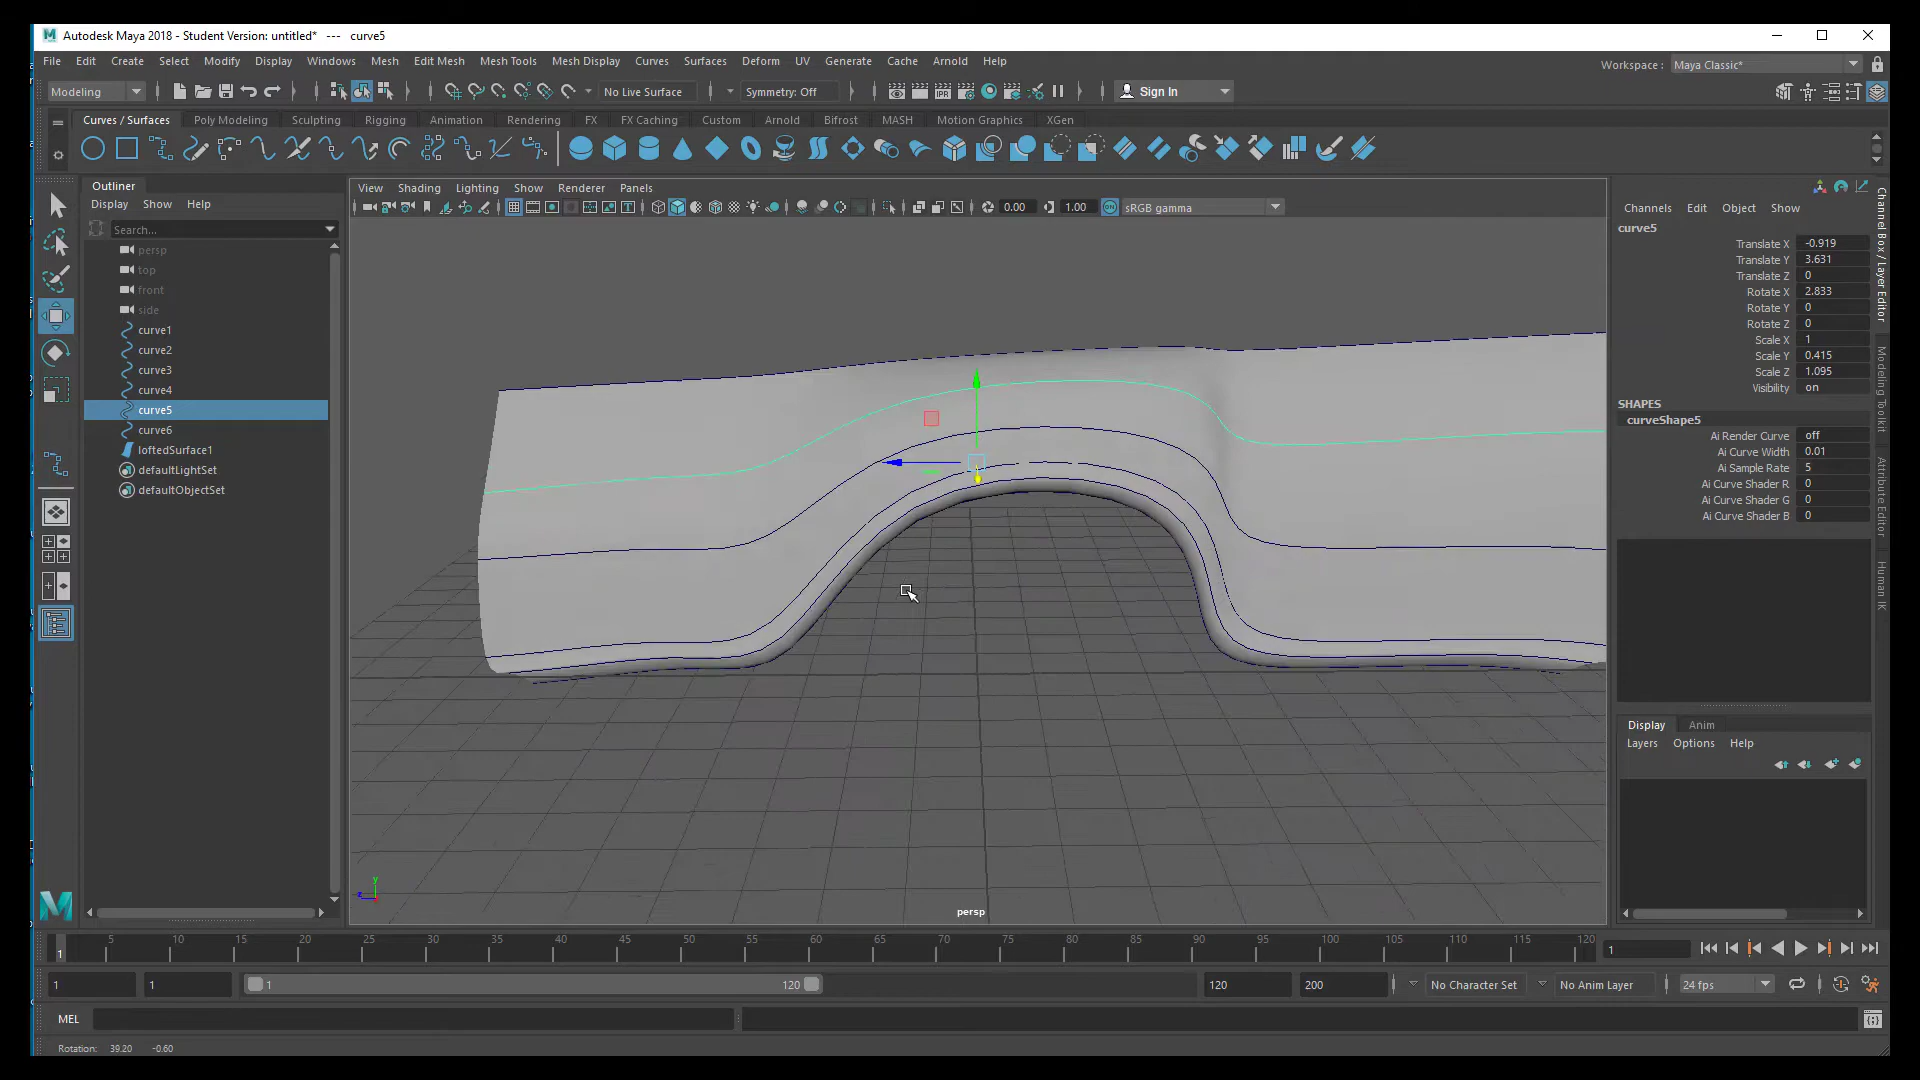 Autodesk Maya 2018 - Student Version: untitled* --- curve5
File Edit Create Select Modify Display Windows Mesh Edit Mesh Mesh Tools Mesh Display Curves Surfaces Deform UV Generate Cache Arnold Help
Workspace : Maya Classic*
Modeling No Live Surface Symmetry: Off Sign In
Curves / Surfaces Poly Modeling Sculpting Rigging Animation Rendering FX FX Caching Custom Arnold Bifrost MASH Motion Graphics XGen
Outliner
Display Show Help
Search...
persp
top
front
side
curve1
curve2
curve3
curve4
curve5
curve6
loftedSurface1
defaultLightSet
defaultObjectSet
View Shading Lighting Show Renderer Panels
0.00 1.00 ON sRGB gamma
y
z
persp
Channels Edit Object Show
curve5
Translate X -0.919
Translate Y 3.631
Translate Z 0
Rotate X 2.833
Rotate Y 0
Rotate Z 0
Scale X 1
Scale Y 0.415
Scale Z 1.095
Visibility on
SHAPES
curveShape5
Ai Render Curve off
Ai Curve Width 0.01
Ai Sample Rate 5
Ai Curve Shader R 0
Ai Curve Shader G 0
Ai Curve Shader B 0
Display Anim
Layers Options Help
Channel Box / Layer Editor
Modeling Toolkit
Attribute Editor
Human IK
1 5 10 15 20 25 30 35 40 45 50 55 60 65 70 75 80 85 90 95 100 105 110 115 120 1
1 1 1 120 120 200 No Character Set No Anim Layer 24 fps
MEL
Rotation: 39.20 -0.60